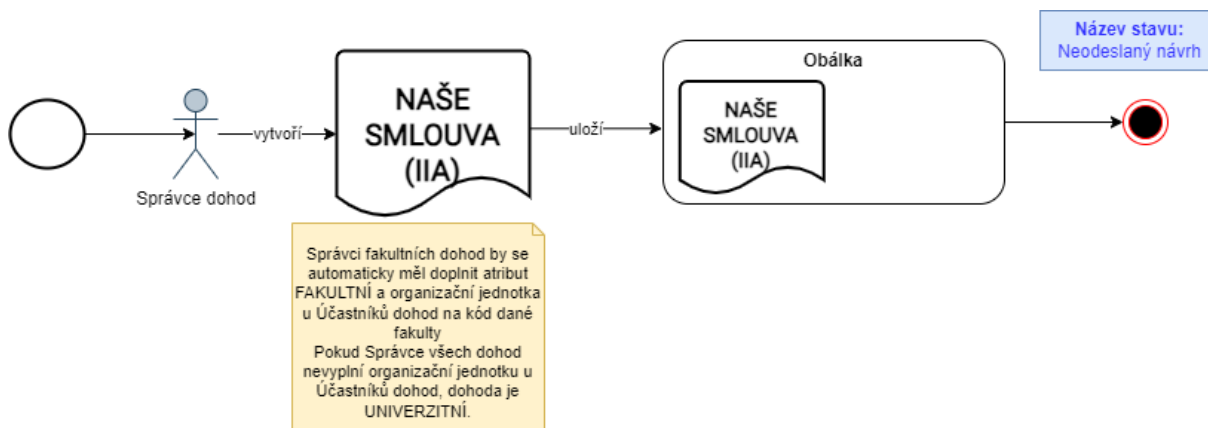 Název stavu:
Neodeslaný návrh
Obálka
NAŠE
SMLOUVA
(IIA)
NAŠE
SMLOUVA
(IIA)
vytvoří
uloží
Správce dohod
Správci fakultních dohod by se
automaticky měl doplnit atribut
FAKULTNÍ a organizační jednotka
u Účastníků dohod na kód dané
fakulty
Pokud Správce všech dohod
nevyplní organizační jednotku u
Účastníků dohod, dohoda je
UNIVERZITNÍ.